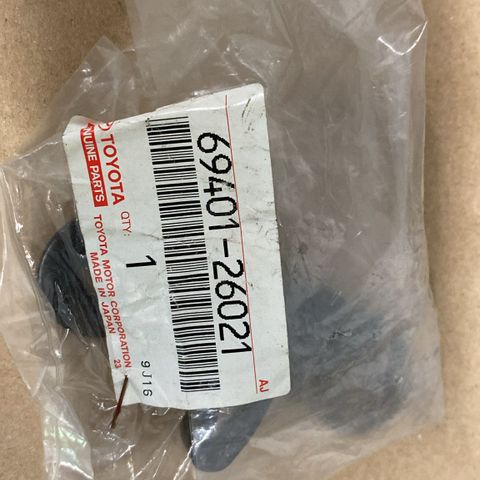 69401-26021
AJ
TOYOTA
GENUINE PARTS
QTY:
1
TOYOTA MOTOR CORPORATION
MADE IN JAPAN
23
9J16